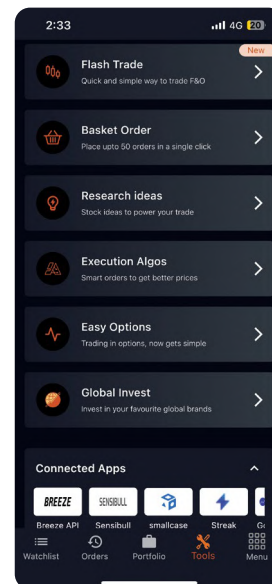 2:33
4G 20
New
Flash Trade
Quick and simple way to trade F&O
Basket Order
Place upto 50 orders in a single click
Research ideas
Stock ideas to power your trade
Execution Algos
Smart orders to get better prices
Easy Options
Trading in options, now gets simple
Global Invest
Invest in your favourite global brands
Connected Apps
BREEZE SENSIBULL
Breeze API Sensibull smallcase Streak
Watchlist Orders Portfolio Tools Menu